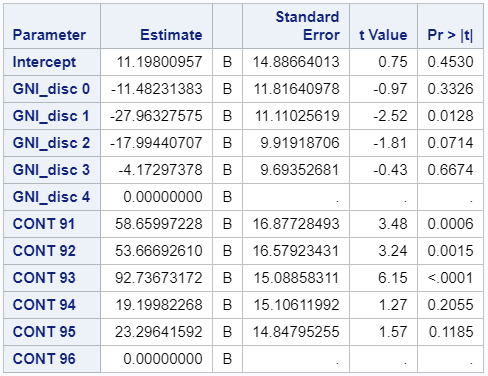 Parameter Estimate Standard Error t Value Pr > |t|
Intercept 11.19800957 B 14.88664013 0.75 0.4530
GNI_disc 0 -11.48231383 B 11.81640978 -0.97 0.3326
GNI_disc 1 -27.96327575 B 11.11025619 -2.52 0.0128
GNI_disc 2 -17.99440707 B 9.91918706 -1.81 0.0714
GNI_disc 3 -4.17297378 B 9.69352681 -0.43 0.6674
GNI_disc 4 0.00000000 B . . .
CONT 91 58.65997228 B 16.87728493 3.48 0.0006
CONT 92 53.66692610 B 16.57923431 3.24 0.0015
CONT 93 92.73673172 B 15.08858311 6.15 <.0001
CONT 94 19.19982268 B 15.10611992 1.27 0.2055
CONT 95 23.29641592 B 14.84795255 1.57 0.1185
CONT 96 0.00000000 B . . .